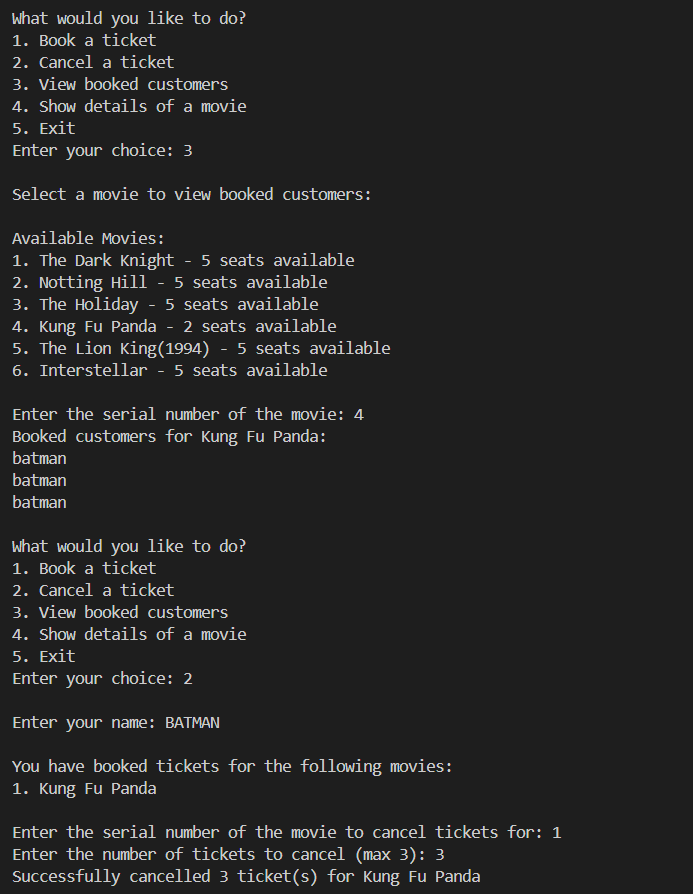 What would you like to do?
1. Book a ticket
2. Cancel a ticket
3. View booked customers
4. Show details of a movie
5. Exit
Enter your choice: 3
Select a movie to view booked customers:
Available Movies:
1. The Dark Knight - 5 seats available
2. Notting Hill - 5 seats available
3. The Holiday - 5 seats available
4. Kung Fu Panda - 2 seats available
5. The Lion King(1994) - 5 seats available
6. Interstellar - 5 seats available
Enter the serial number of the movie: 4
Booked customers for Kung Fu Panda:
batman
batman
batman
What would you like to do?
1. Book a ticket
2. Cancel a ticket
3. View booked customers
4. Show details of a movie
5. Exit
Enter your choice: 2
Enter your name: BATMAN
You have booked tickets for the following movies:
1. Kung Fu Panda
Enter the serial number of the movie to cancel tickets for: 1
Enter the number of tickets to cancel (max 3): 3
Successfully cancelled 3 ticket(s) for Kung Fu Panda